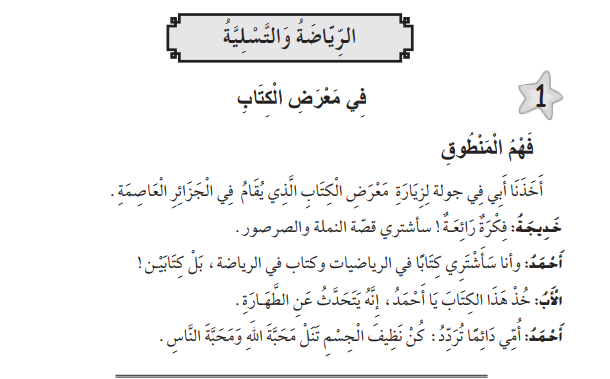 الرِّيَاضَةُ وَالتَّسْلِيَّةُ
1
فِي مَعْرَضِ الْكِتَابِ
فَهْمُ الْمَنْطُوقِ
أَخَذَنَا أَبِي فِي جولة لِزِيَارَةِ مَعْرَضِ الْكِتَابِ الَّذِي يُقَامُ فِي الْجَزَائِرِ الْعَاصِمَةِ .
خَدِيجَةُ: فِكْرَةٌ رَائِعَةٌ ! سأشتري قصّة النملة والصرصور .
أَحْمَدُ: وأنا سَأَشْتَرِي كِتَابًا في الرياضيات وكتاب في الرياضة ، بَلْ كِتَابَيْن !
الْأَبُ: خُذْ هَذَا الكِتَابَ يَا أَحْمَدُ ، إِنَّهُ يَتَحَدَّثُ عَنِ الطَّهَارَةِ .
أَحْمَدُ: أُمِّي دَائِمًا تُرَدِّدُ : كُنْ نَظِيفَ الْجِسْمِ تَنَلْ مَحَبَّةَ اللهِ وَمَحَبَّةَ النَّاسِ .